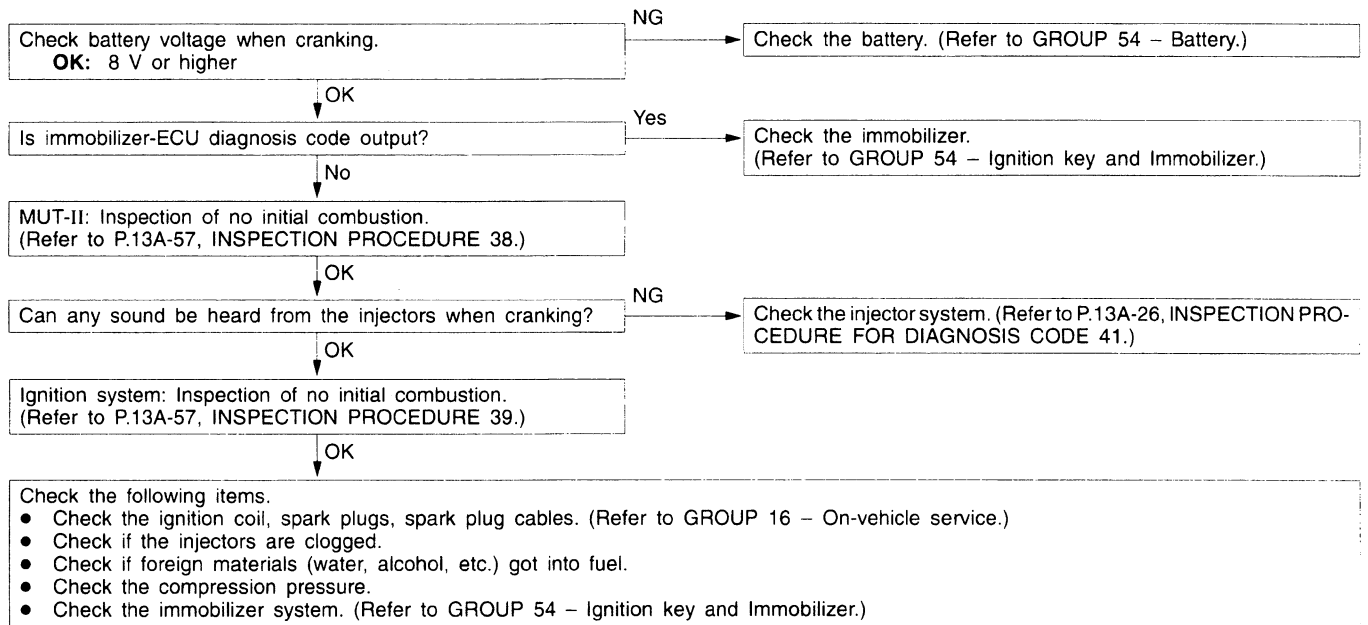 NG
Check battery voltage when cranking.
OK: 8 V or higher
Check the battery. (Refer to GROUP 54 – Battery.)
OK
Yes
Is immobilizer-ECU diagnosis code output?
Check the immobilizer.
(Refer to GROUP 54 – Ignition key and Immobilizer.)
No
MUT-II: Inspection of no initial combustion.
(Refer to P.13A-57, INSPECTION PROCEDURE 38.)
OK
NG
Can any sound be heard from the injectors when cranking?
Check the injector system. (Refer to P.13A-26, INSPECTION PRO-
CEDURE FOR DIAGNOSIS CODE 41.)
OK
Ignition system: Inspection of no initial combustion.
(Refer to P.13A-57, INSPECTION PROCEDURE 39.)
OK
Check the following items.
● Check the ignition coil, spark plugs, spark plug cables. (Refer to GROUP 16 – On-vehicle service.)
● Check if the injectors are clogged.
● Check if foreign materials (water, alcohol, etc.) got into fuel.
● Check the compression pressure.
● Check the immobilizer system. (Refer to GROUP 54 – Ignition key and Immobilizer.)